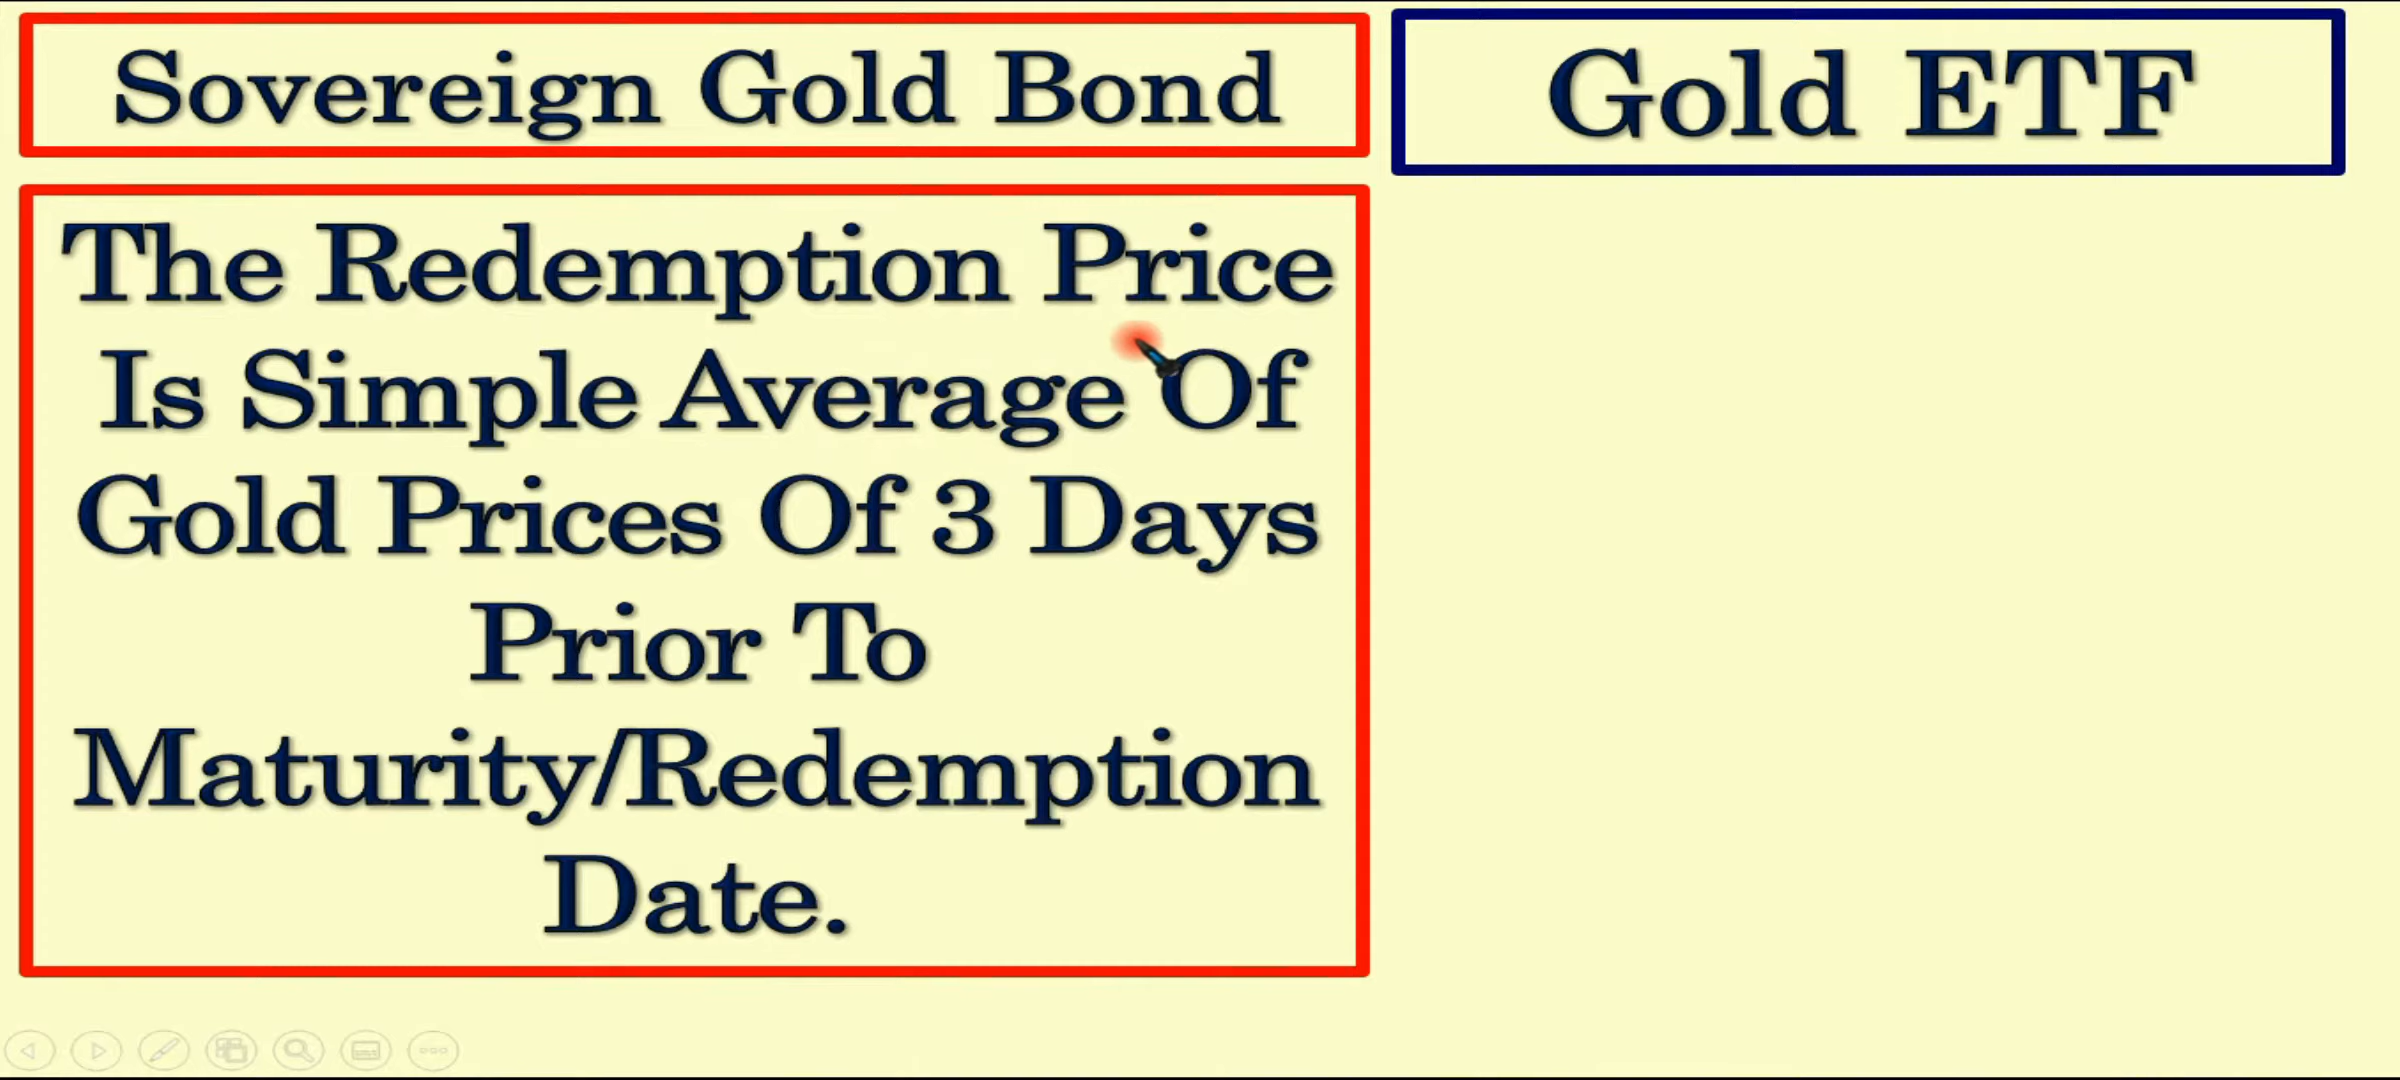 Sovereign Gold Bond
Gold ETF
The Redemption Price
Is Simple Average Of
Gold Prices Of 3 Days
Prior To
Maturity/Redemption
Date.